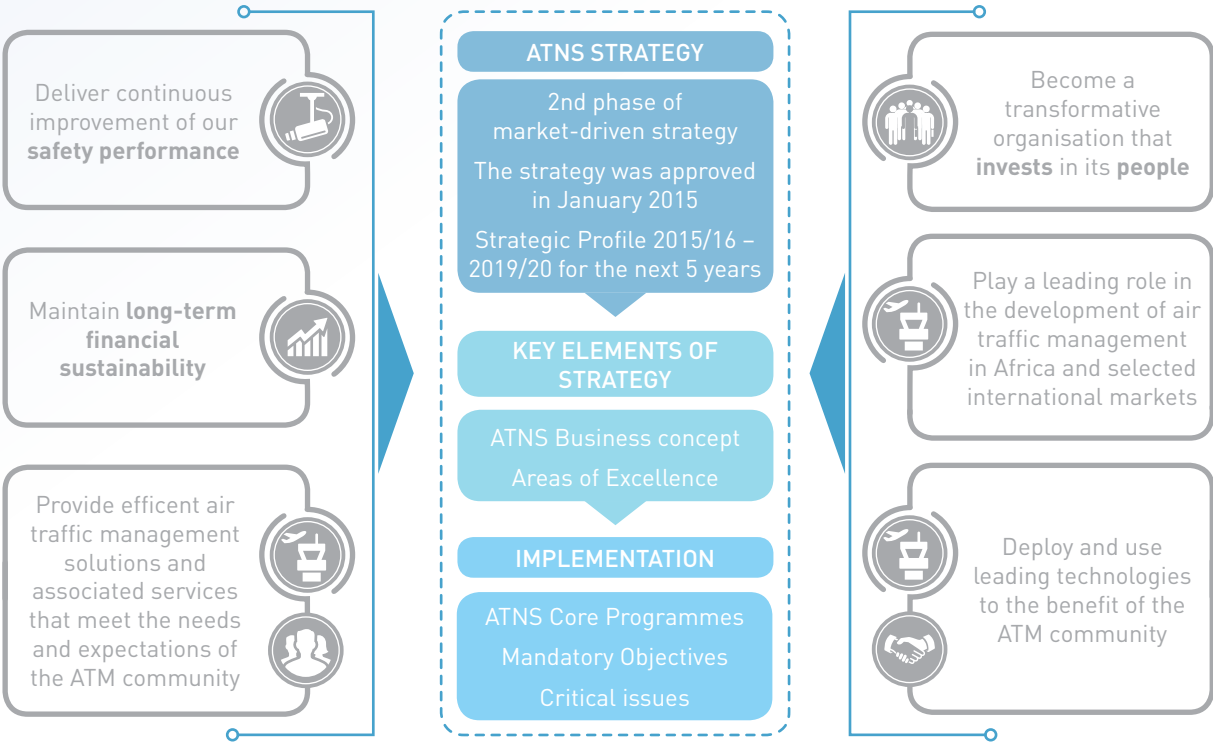 Deliver continuous
improvement of our
safety performance
Maintain long-term
financial
sustainability
Provide efficent air
traffic management
solutions and
associated services
that meet the needs
and expectations of
the ATM community
ATNS STRATEGY
2nd phase of
market-driven strategy
The strategy was approved
in January 2015
Strategic Profile 2015/16 –
2019/20 for the next 5 years
KEY ELEMENTS OF
STRATEGY
ATNS Business concept
Areas of Excellence
IMPLEMENTATION
ATNS Core Programmes
Mandatory Objectives
Critical issues
Become a
transformative
organisation that
invests in its people
Play a leading role in
the development of air
traffic management
in Africa and selected
international markets
Deploy and use
leading technologies
to the benefit of the
ATM community